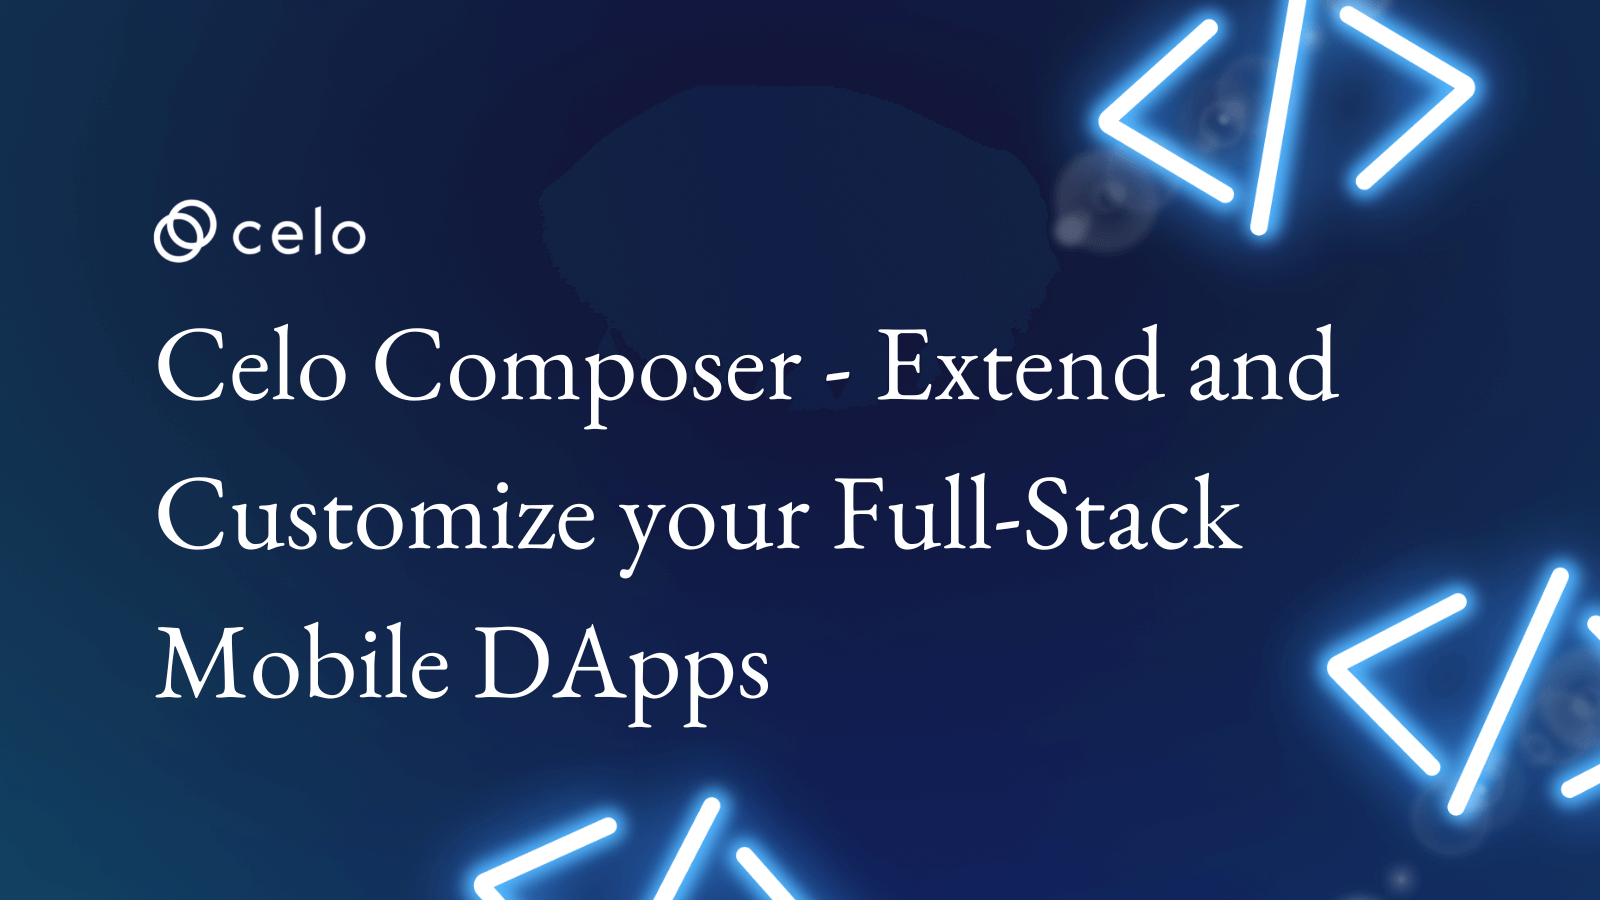 celo
Celo Composer - Extend and
Customize your Full-Stack
Mobile DApps